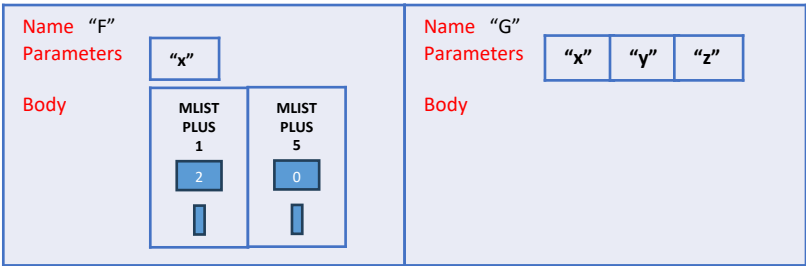 Name “F”
Parameters
“x”
Body
MLIST
PLUS
1
2
MLIST
PLUS
5
0
Name “G”
Parameters
“x” “y” “z”
Body